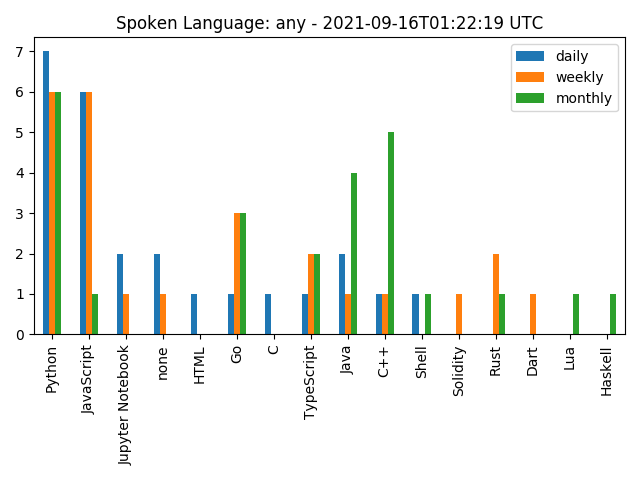 Spoken Language: any - 2021-09-16T01:22:19 UTC
daily
weekly
monthly
7
6
5
4
3
2
1
0
Python
JavaScript
Jupyter Notebook
none
HTML
Go
C
TypeScript
Java
C++
Shell
Solidity
Rust
Dart
Lua
Haskell